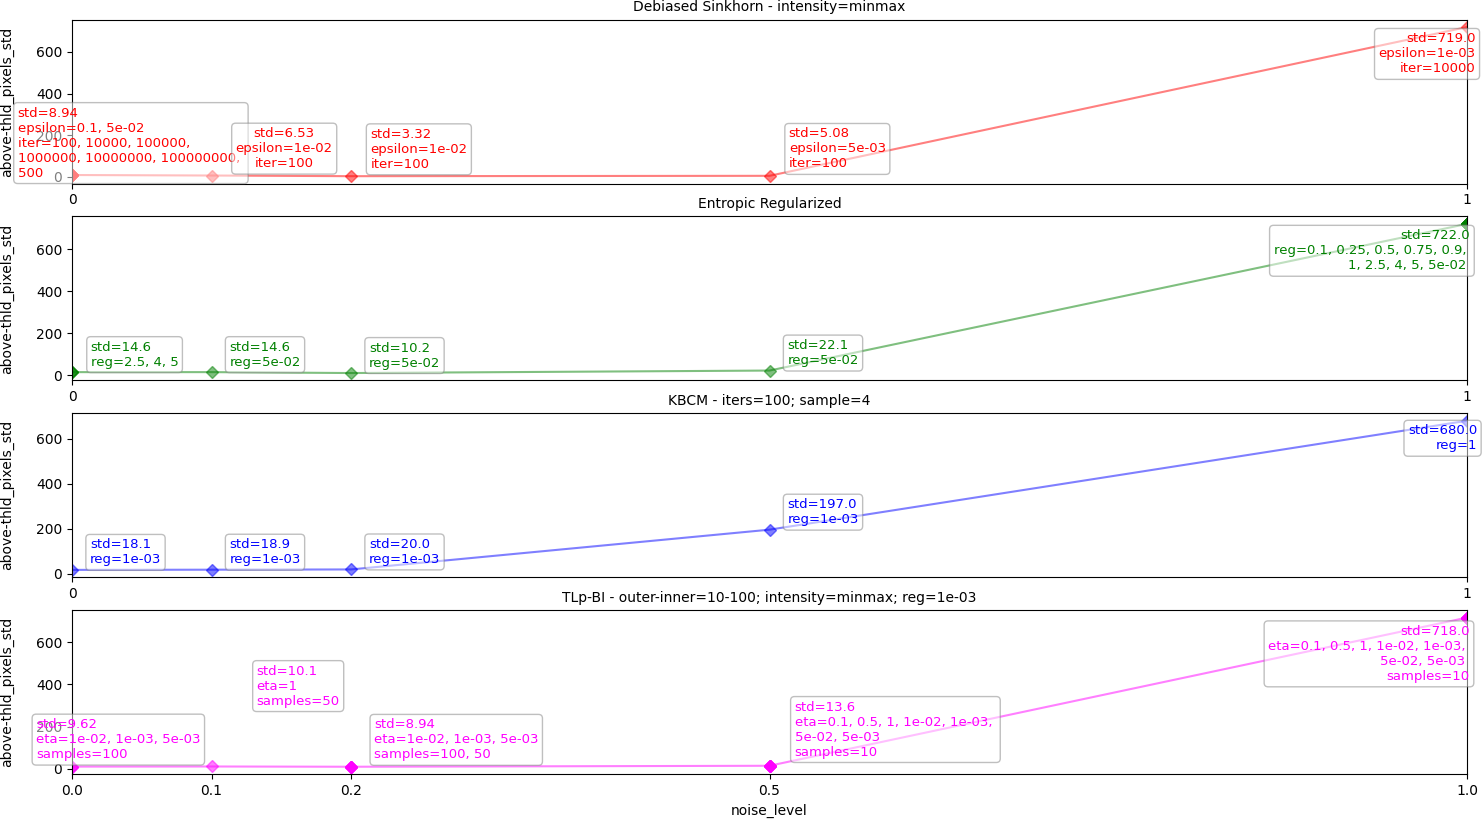 Debiased Sinkhorn - intensity=minmax
above-thld_pixels_std
600
400
200
0
std=8.94
epsilon=0.1, 5e-02
iter=100, 10000, 100000,
1000000, 10000000, 100000000,
500
std=6.53
epsilon=1e-02
iter=100
std=3.32
epsilon=1e-02
iter=100
std=5.08
epsilon=5e-03
iter=100
std=719.0
epsilon=1e-03
iter=10000
0
1
Entropic Regularized
above-thld_pixels_std
600
400
200
0
std=14.6
reg=2.5, 4, 5
std=14.6
reg=5e-02
std=10.2
reg=5e-02
std=22.1
reg=5e-02
std=722.0
reg=0.1, 0.25, 0.5, 0.75, 0.9,
1, 2.5, 4, 5, 5e-02
0
1
KBCM - iters=100; sample=4
above-thld_pixels_std
600
400
200
0
std=18.1
reg=1e-03
std=18.9
reg=1e-03
std=20.0
reg=1e-03
std=197.0
reg=1e-03
std=680.0
reg=1
0
1
TLp-BI - outer-inner=10-100; intensity=minmax; reg=1e-03
above-thld_pixels_std
600
400
200
0
std=9.62
eta=1e-02, 1e-03, 5e-03
samples=100
std=10.1
eta=1
samples=50
std=8.94
eta=1e-02, 1e-03, 5e-03
samples=100, 50
std=13.6
eta=0.1, 0.5, 1, 1e-02, 1e-03,
5e-02, 5e-03
samples=10
std=718.0
eta=0.1, 0.5, 1, 1e-02, 1e-03,
5e-02, 5e-03
samples=10
0.0
0.1
0.2
0.5
1.0
noise_level